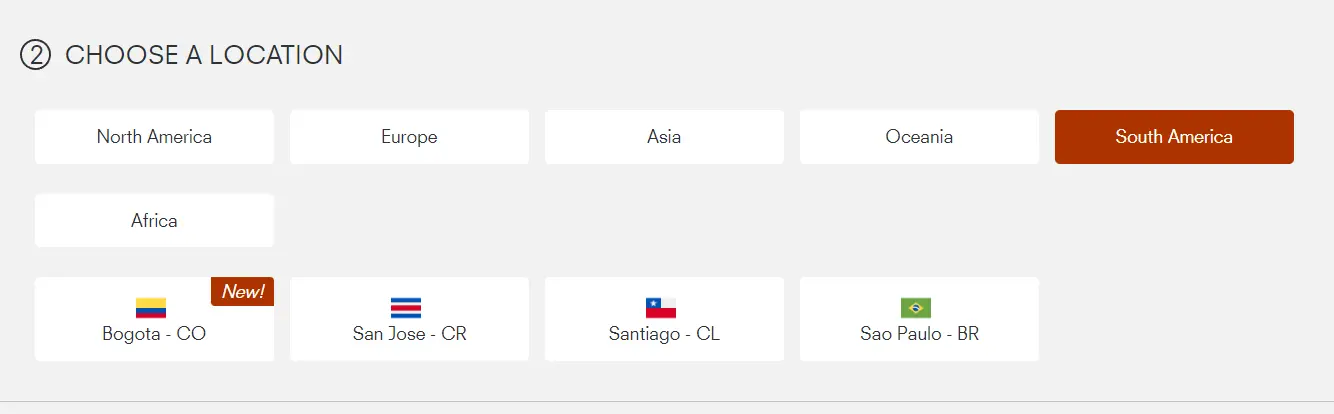 2 CHOOSE A LOCATION
North America
Europe
Asia
Oceania
South America
Africa
New!
Bogota - CO
San Jose - CR
Santiago - CL
Sao Paulo - BR